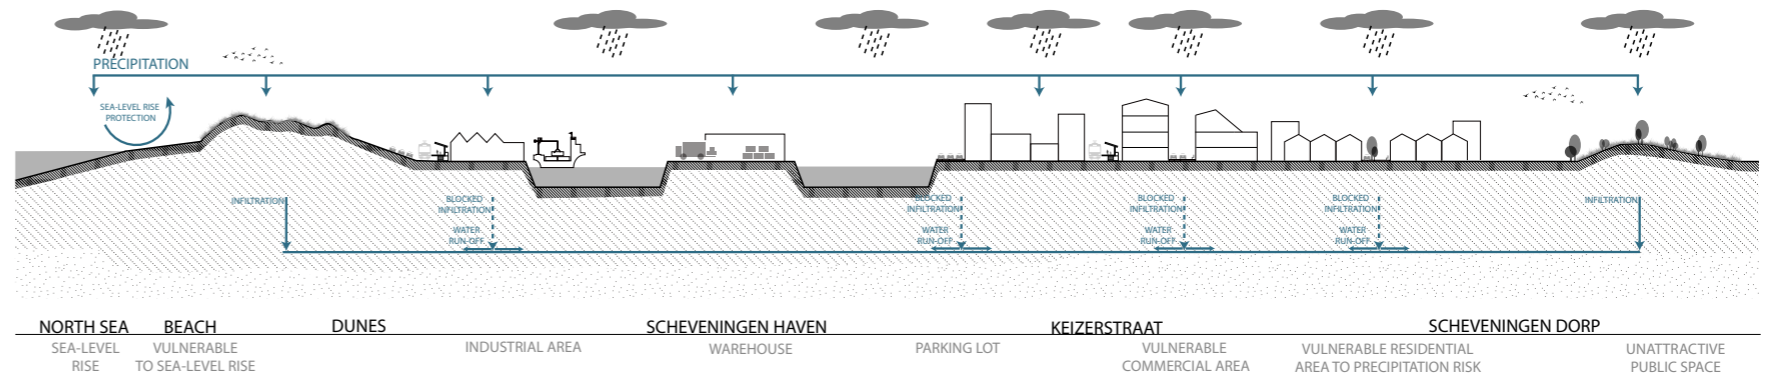 PRECIPITATION
SEA-LEVEL RISE
PROTECTION
INFILTRATION
BLOCKED
INFILTRATION
WATER
RUN-OFF
BLOCKED
INFILTRATION
WATER
RUN-OFF
BLOCKED
INFILTRATION
WATER
RUN-OFF
BLOCKED
INFILTRATION
WATER
RUN-OFF
INFILTRATION
NORTH SEA
BEACH
DUNES
SCHEVENINGEN HAVEN
KEIZERSTRAAT
SCHEVENINGEN DORP
SEA-LEVEL
RISE
VULNERABLE
TO SEA-LEVEL RISE
INDUSTRIAL AREA
WAREHOUSE
PARKING LOT
VULNERABLE
COMMERCIAL AREA
VULNERABLE RESIDENTIAL
AREA TO PRECIPITATION RISK
UNATTRACTIVE
PUBLIC SPACE